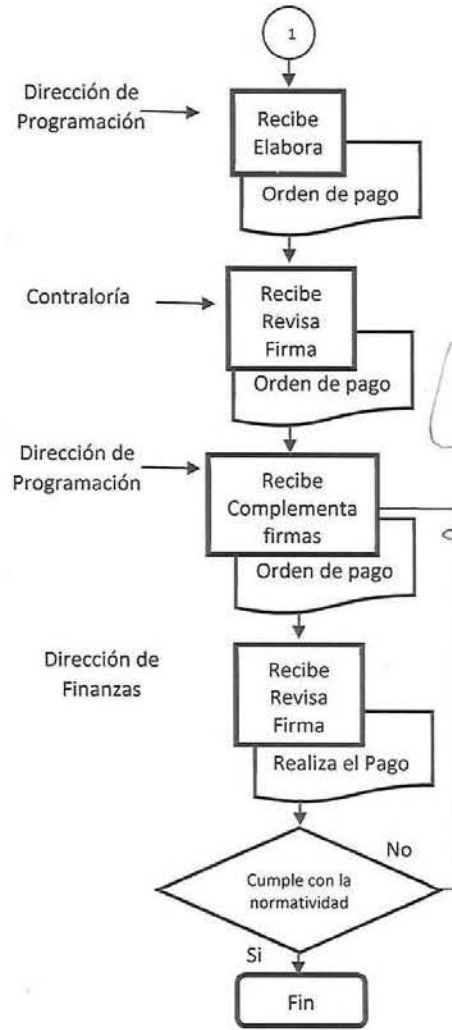 1
Dirección de
Programación
Recibe
Elabora
Orden de pago
Contraloría
Recibe
Revisa
Firma
Orden de pago
Dirección de
Programación
Recibe
Complementa
firmas
Orden de pago
Dirección de
Finanzas
Recibe
Revisa
Firma
Realiza el Pago
Cumple con la
normatividad
No
Si
Fin